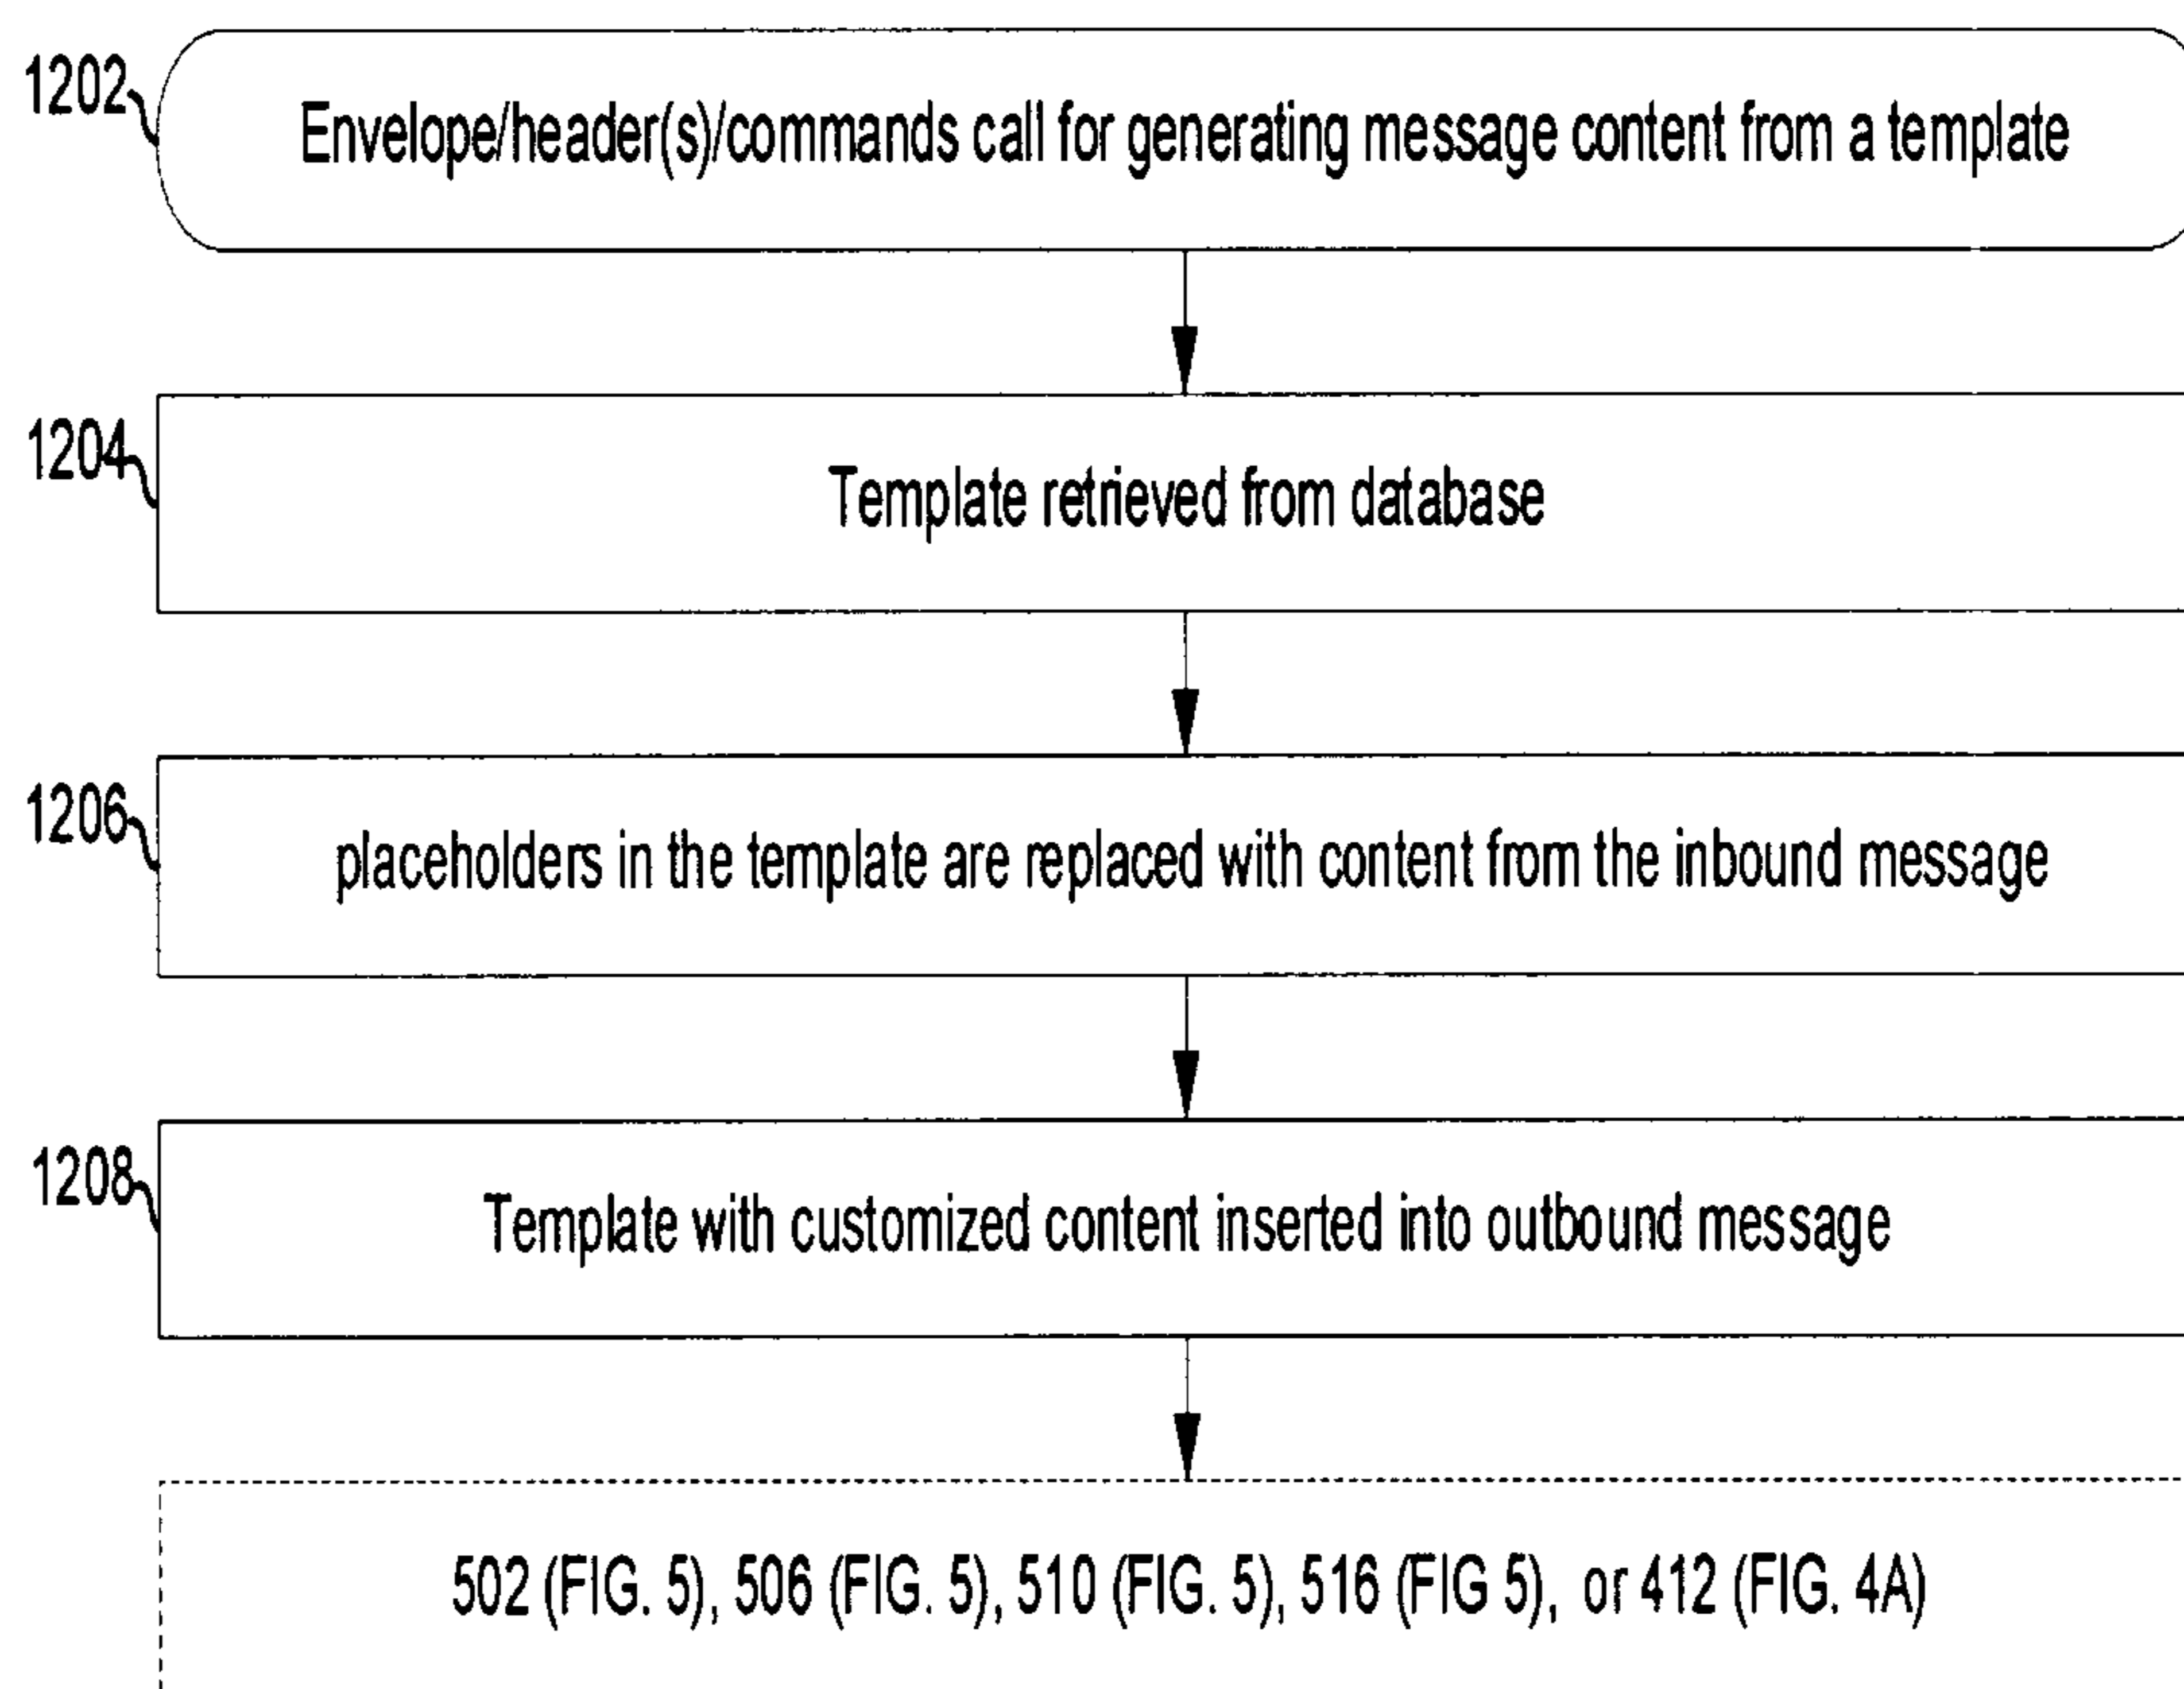 1202
Envelope/header(s)/commands call for generating message content from a template
1204
Template retrieved from database
1206
placeholders in the template are replaced with content from the inbound message
1208
Template with customized content inserted into outbound message
502 (FIG. 5), 506 (FIG. 5), 510 (FIG. 5), 516 (FIG 5), or 412 (FIG. 4A)